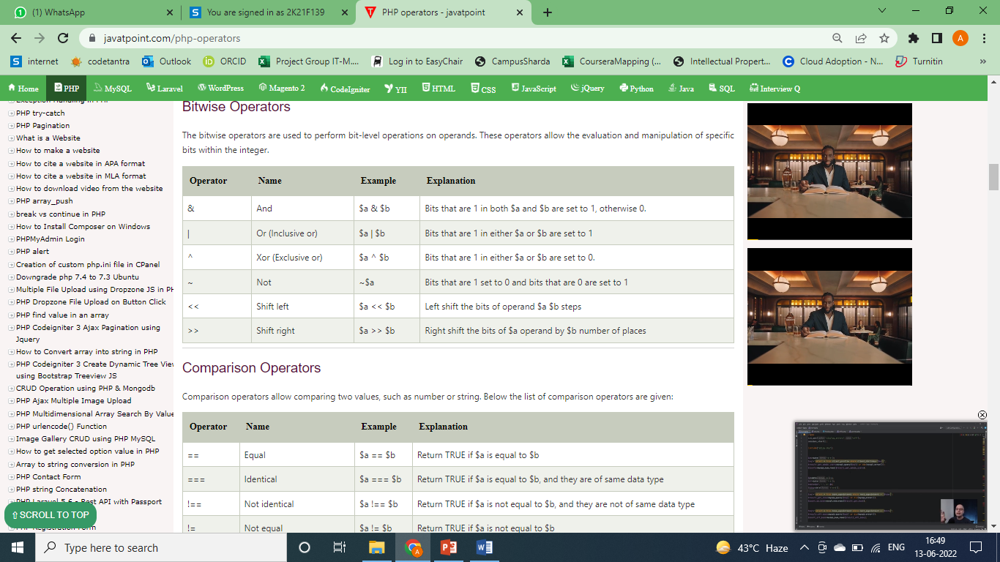 (1) WhatsApp
You are signed in as 2K21F139
PHP operators - javatpoint
javatpoint.com/php-operators
A
internet
codetantra
Outlook
ORCID
Project Group IT-M....
Log in to EasyChair
CampusSharda
CourseraMapping (...
Intellectual Propert...
Cloud Adoption - N...
Turnitin
»
Home
PHP
MySQL
Laravel
WordPress
Magento 2
CodeIgniter
YII
HTML
CSS
JavaScript
jQuery
Python
Java
SQL
Interview Q
PHP try-catch
PHP Pagination
What is a Website
How to make a website
How to cite a website in APA format
How to cite a website in MLA format
How to download video from the website
PHP array_push
break vs continue in PHP
How to Install Composer on Windows
PHPMyAdmin Login
PHP alert
Creation of custom php.ini file in CPanel
Downgrade php 7.4 to 7.3 Ubuntu
Multiple File Upload using Dropzone JS in PH
PHP Dropzone File Upload on Button Click
PHP find value in an array
PHP Codeigniter 3 Ajax Pagination using
Jquery
How to Convert array into string in PHP
PHP Codeigniter 3 Create Dynamic Tree View
using Bootstrap Treeview JS
CRUD Operation using PHP & Mongodb
PHP Ajax Multiple Image Upload
PHP Multidimensional Array Search By Value
PHP urlencode() Function
Image Gallery CRUD using PHP MySQL
How to get selected option value in PHP
Array to string conversion in PHP
PHP Contact Form
PHP string Concatenation
PHP Laravel 5.6 - Rest API with Passport
⇧SCROLL TO TOP
PHP Registration Form
Bitwise Operators
The bitwise operators are used to perform bit-level operations on operands. These operators allow the evaluation and manipulation of specific
bits within the integer.
Operator Name Example Explanation
& And $a & $b Bits that are 1 in both $a and $b are set to 1, otherwise 0.
| Or (Inclusive or) $a | $b Bits that are 1 in either $a or $b are set to 1
^ Xor (Exclusive or) $a ^ $b Bits that are 1 in either $a or $b are set to 0.
~ Not ~$a Bits that are 1 set to 0 and bits that are 0 are set to 1
<< Shift left $a << $b Left shift the bits of operand $a $b steps
>> Shift right $a >> $b Right shift the bits of $a operand by $b number of places
Comparison Operators
Comparison operators allow comparing two values, such as number or string. Below the list of comparison operators are given:
Operator Name Example Explanation
== Equal $a == $b Return TRUE if $a is equal to $b
=== Identical $a === $b Return TRUE if $a is equal to $b, and they are of same data type
!== Not identical $a !== $b Return TRUE if $a is not equal to $b, and they are not of same data type
!= Not equal $a != $b Return TRUE if $a is not equal to $b
Type here to search
43°C Haze
ENG
16:49
13-06-2022